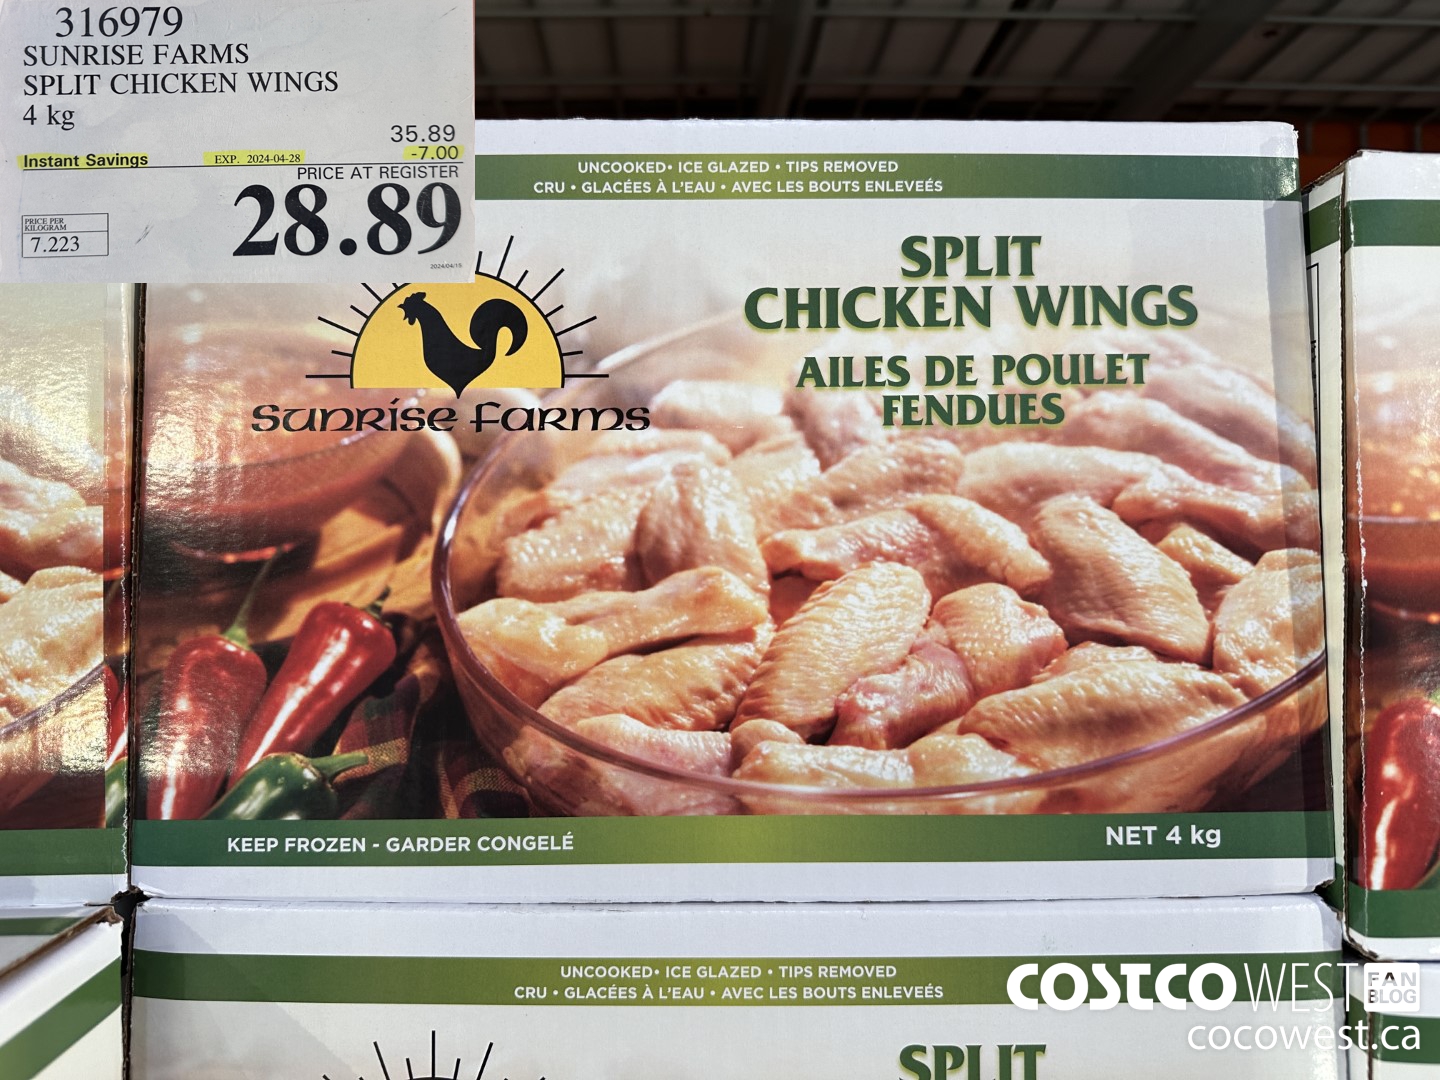 316979
SUNRISE FARMS
SPLIT CHICKEN WINGS
4 kg
35.89
Instant Savings EXP. 2024-04-28 -7.00
PRICE AT REGISTER
28.89
PRICE PER
KILOGRAM
7.223
2024/04/15
UNCOOKED• ICE GLAZED • TIPS REMOVED
CRU • GLACÉES À L'EAU • AVEC LES BOUTS ENLEVEÉS
SPLIT
CHICKEN WINGS
AILES DE POULET
FENDUES
Sunrise Farms
KEEP FROZEN - GARDER CONGELÉ
NET 4 kg
UNCOOKED• ICE GLAZED • TIPS REMOVED
CRU • GLACÉES À L'EAU • AVEC LES BOUTS ENLEVEÉS
SPLIT
COSTCO WEST FAN BLOG
cocowest.ca